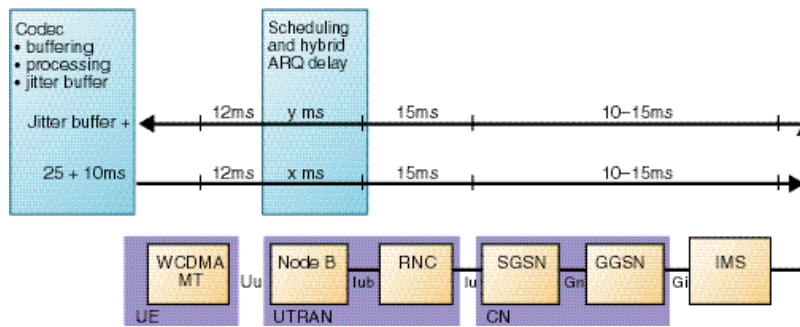 Codec
• buffering
• processing
• jitter buffer
Scheduling
and hybrid
ARQ delay
Jitter buffer +
12ms
y ms
15ms
10–15ms
25 + 10ms
12ms
x ms
15ms
10–15ms
WCDMA
MT
Uu
Node B
Iub
RNC
Iu
SGSN
Gn
GGSN
Gi
IMS
UE
UTRAN
CN